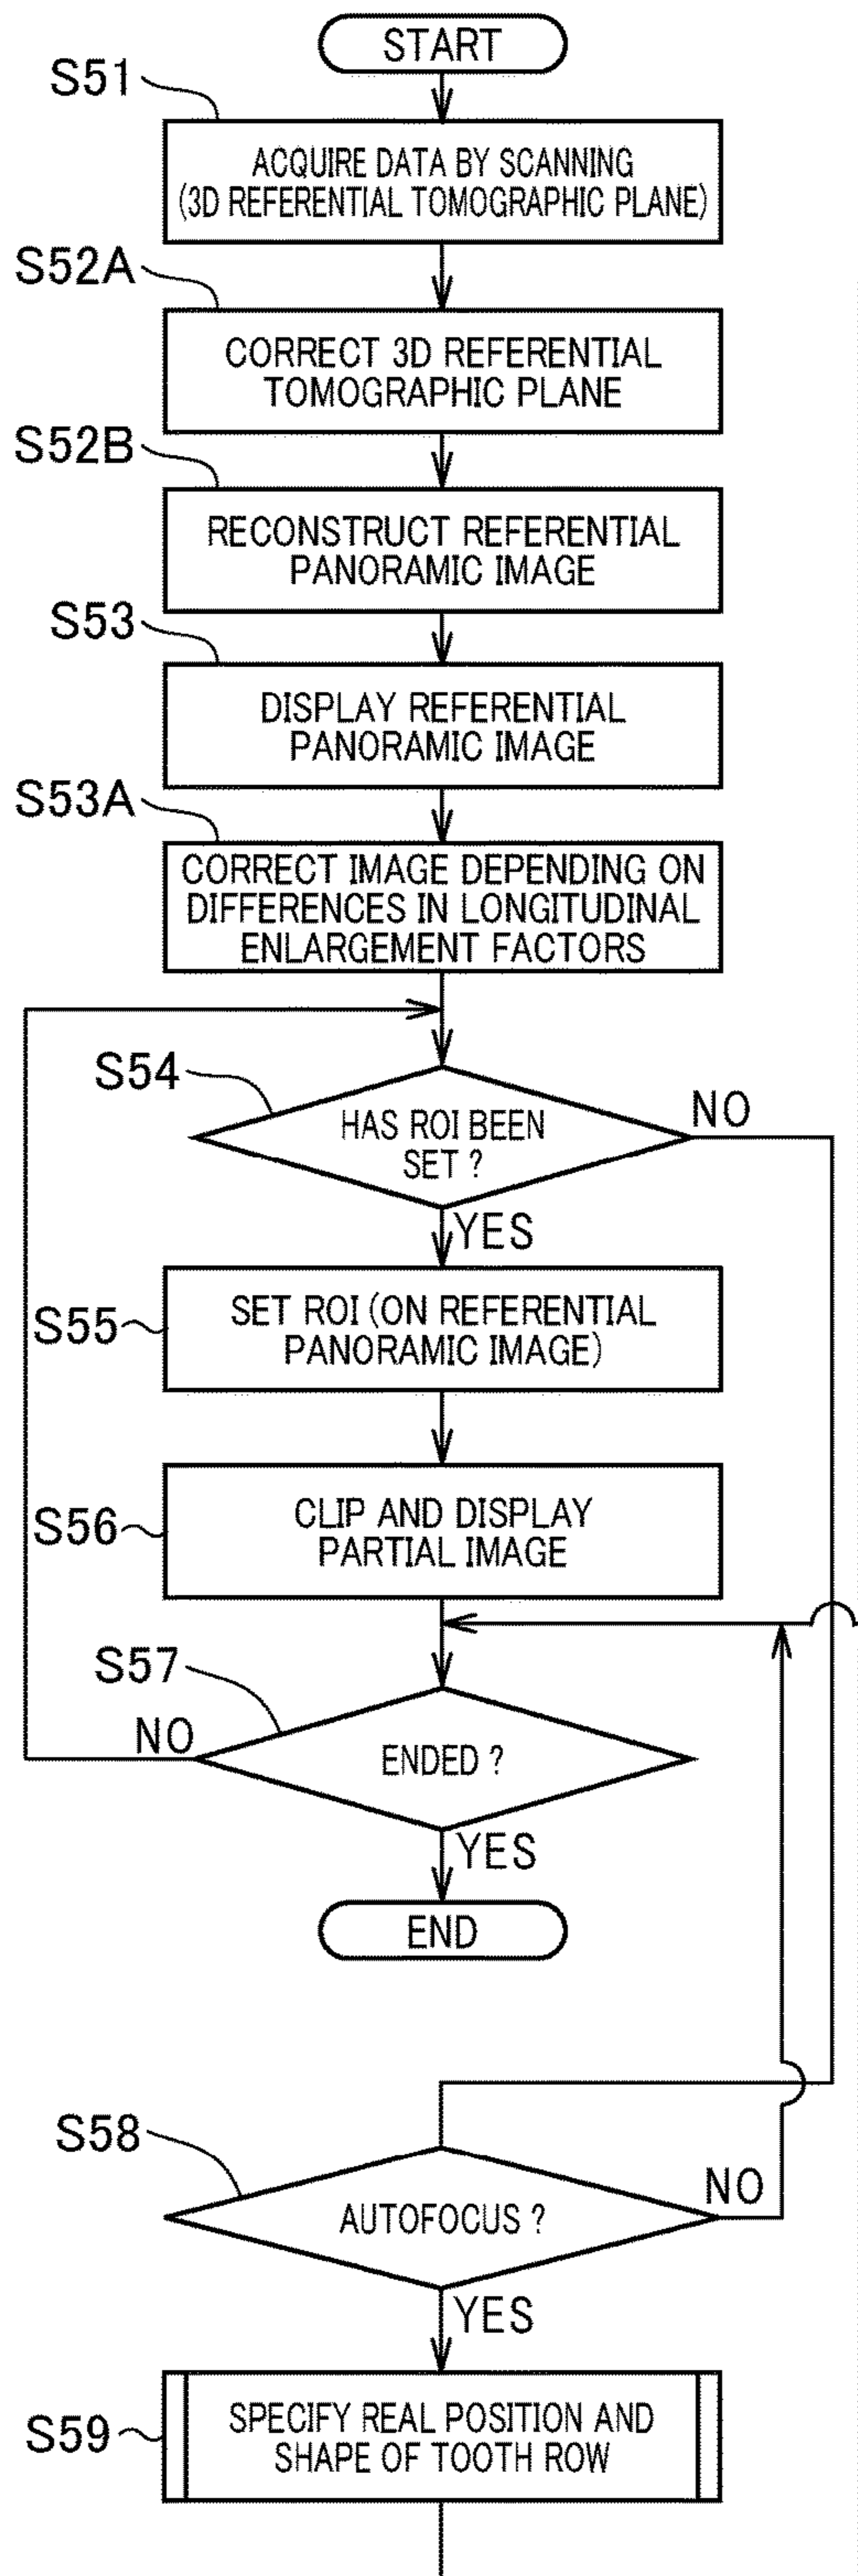 START
S51
ACQUIRE DATA BY SCANNING
(3D REFERENTIAL TOMOGRAPHIC PLANE)
S52A
CORRECT 3D REFERENTIAL
TOMOGRAPHIC PLANE
S52B
RECONSTRUCT REFERENTIAL
PANORAMIC IMAGE
S53
DISPLAY REFERENTIAL
PANORAMIC IMAGE
S53A
CORRECT IMAGE DEPENDING ON
DIFFERENCES IN LONGITUDINAL
ENLARGEMENT FACTORS
S54
HAS ROI BEEN
SET ?
NO
YES
S55
SET ROI (ON REFERENTIAL
PANORAMIC IMAGE)
S56
CLIP AND DISPLAY
PARTIAL IMAGE
S57
NO
ENDED ?
YES
END
S58
AUTOFOCUS ?
NO
YES
S59
SPECIFY REAL POSITION AND
SHAPE OF TOOTH ROW